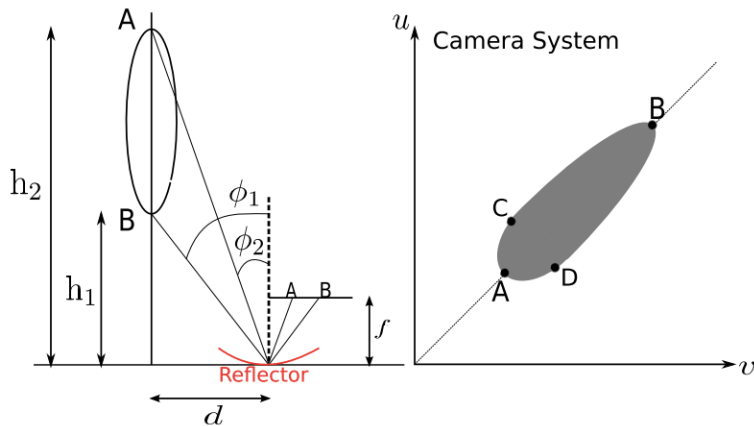 A
h₂
B
h₁
ϕ₁
ϕ₂
A B
f
Reflector
d
u
Camera System
B
C
A
D
v